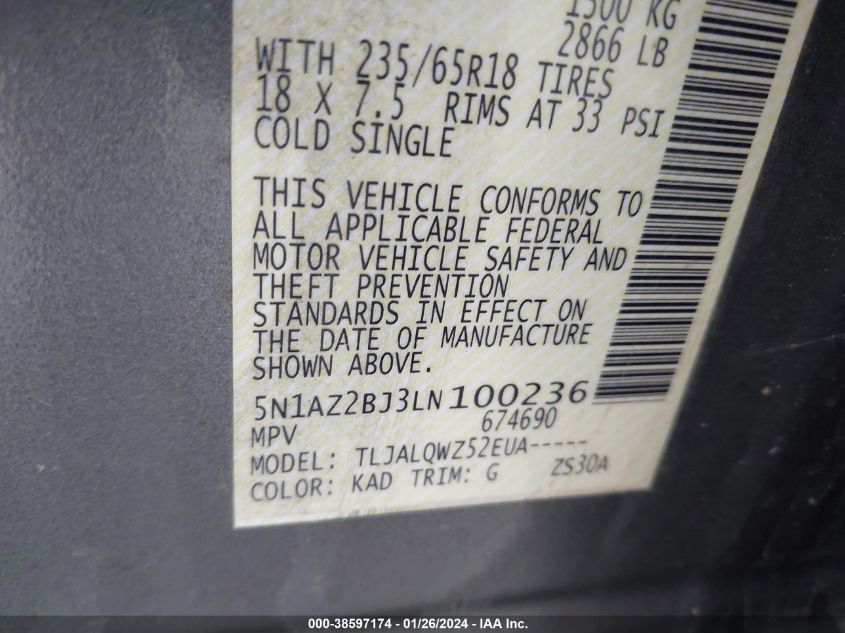 1500 KG
2866 LB
WITH 235/65R18 TIRES
18 X 7.5 RIMS AT 33 PSI
COLD SINGLE
THIS VEHICLE CONFORMS TO
ALL APPLICABLE FEDERAL
MOTOR VEHICLE SAFETY AND
THEFT PREVENTION
STANDARDS IN EFFECT ON
THE DATE OF MANUFACTURE
SHOWN ABOVE.
5N1AZ2BJ3LN100236
MPV 674690
MODEL: TLJALQWZ52EUA-----
COLOR: KAD TRIM: G ZS30A
000-38597174 - 01/26/2024 - IAA Inc.